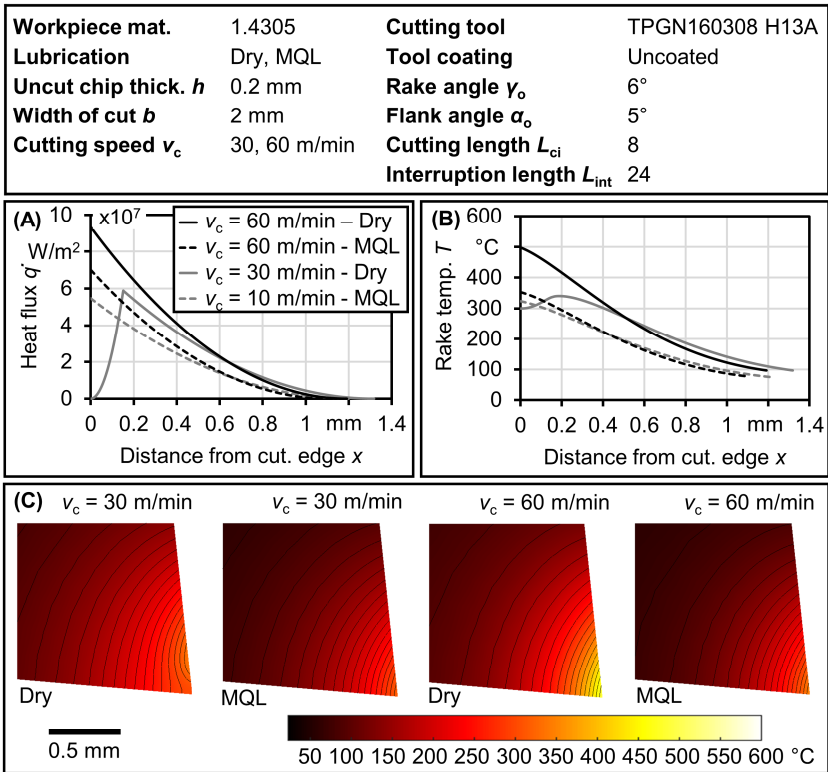 Workpiece mat. 1.4305 Cutting tool TPGN160308 H13A
Lubrication Dry, MQL Tool coating Uncoated
Uncut chip thick. h 0.2 mm Rake angle γo 6°
Width of cut b 2 mm Flank angle αo 5°
Cutting speed vc 30, 60 m/min Cutting length Lci 8
Interruption length Lint 24
(A)
10 x10⁷
W/m²
6
4
2
0
Heat flux q̇
vc = 60 m/min – Dry
vc = 60 m/min - MQL
vc = 30 m/min - Dry
vc = 10 m/min - MQL
0 0.2 0.4 0.6 0.8 1.0 mm 1.4
Distance from cut. edge x
(B)
600
°C
400
300
200
100
0
Rake temp. T
0 0.2 0.4 0.6 0.8 1.0 mm 1.4
Distance from cut. edge x
(C)
vc = 30 m/min vc = 30 m/min vc = 60 m/min vc = 60 m/min
Dry MQL Dry MQL
0.5 mm
50 100 150 200 250 300 350 400 450 500 550 600 °C